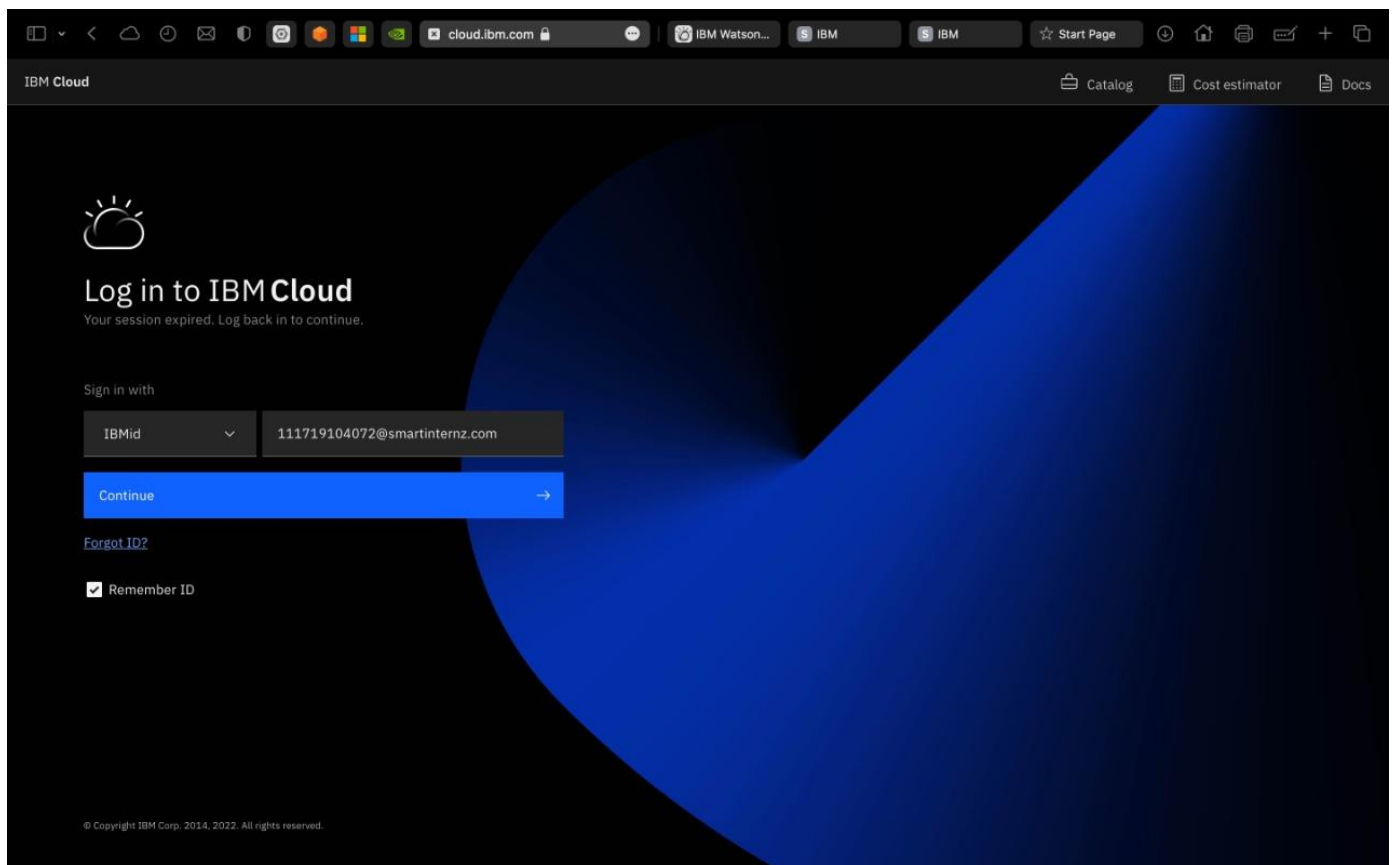 cloud.ibm.com
IBM Watson...
S IBM
S IBM
Start Page
IBM Cloud
Catalog
Cost estimator
Docs
Log in to IBM Cloud
Your session expired. Log back in to continue.
Sign in with
IBMid
111719104072@smartinternz.com
Continue
Forgot ID?
Remember ID
© Copyright IBM Corp. 2014, 2022. All rights reserved.